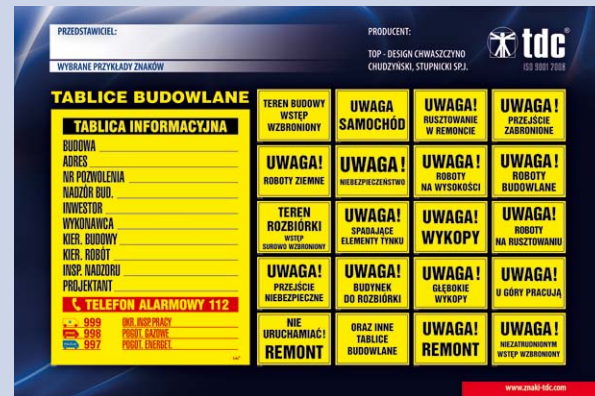 PRZEDSTAWICIEL:
WYBRANE PRZYKŁADY ZNAKÓW
PRODUCENT:
TOP - DESIGN CHWASZCZYNO
CHUDZYŃSKI, STUPNICKI SP.J.
tdc
ISO 9001 2008
TABLICE BUDOWLANE
TABLICA INFORMACYJNA
BUDOWA
ADRES
NR POZWOLENIA
NADZÓR BUD.
INWESTOR
WYKONAWCA
KIER. BUDOWY
KIER. ROBÓT
INSP. NADZORU
PROJEKTANT
TELEFON ALARMOWY 112
999 OKR. INSP. PRACY
998 POGOT. GAZOWE
997 POGOT. ENERGET.
TEREN BUDOWY
WSTĘP
WZBRONIONY
UWAGA
SAMOCHÓD
UWAGA!
RUSZTOWANIE
W REMONCIE
UWAGA!
PRZEJŚCIE
ZABRONIONE
UWAGA!
ROBOTY ZIEMNE
UWAGA!
NIEBEZPIECZEŃSTWO
UWAGA!
ROBOTY
NA WYSOKOŚCI
UWAGA!
ROBOTY
BUDOWLANE
TEREN
ROZBIÓRKI
WSTĘP
SUROWO WZBRONIONY
UWAGA!
SPADAJĄCE
ELEMENTY TYNKU
UWAGA!
WYKOPY
UWAGA!
ROBOTY
NA RUSZTOWANIU
UWAGA!
PRZEJŚCIE
NIEBEZPIECZNE
UWAGA!
BUDYNEK
DO ROZBIÓRKI
UWAGA!
GŁĘBOKIE
WYKOPY
UWAGA!
U GÓRY PRACUJĄ
NIE
URUCHAMIAĆ!
REMONT
ORAZ INNE
TABLICE
BUDOWLANE
UWAGA!
REMONT
UWAGA!
NIEZATRUDNIONYM
WSTĘP WZBRONIONY
www.znaki-tdc.com